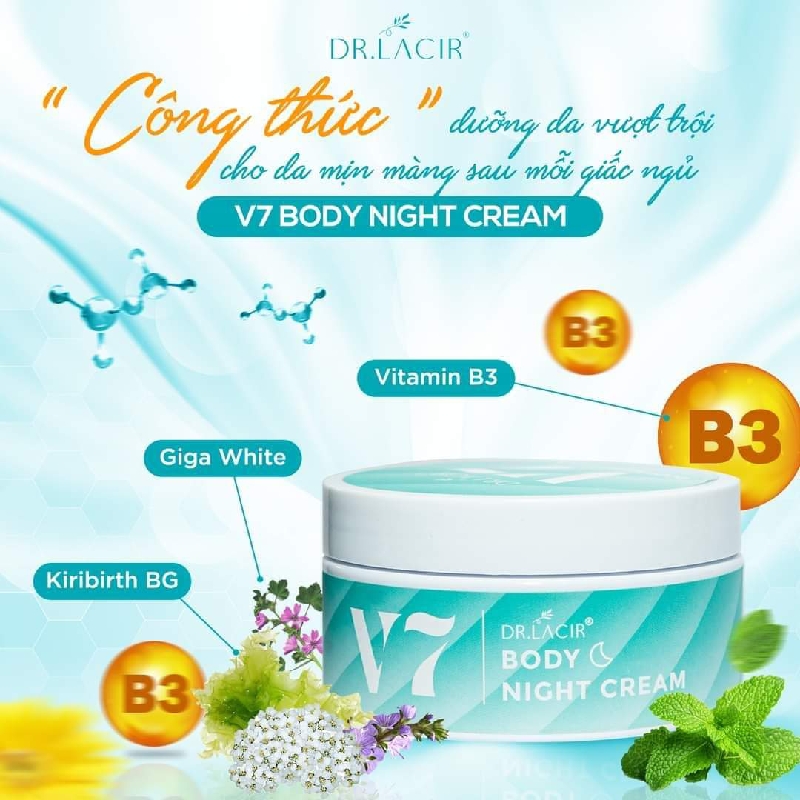 DR.LACIR®
“ Công thức ” dưỡng da vượt trội
cho da mịn màng sau mỗi giấc ngủ
V7 BODY NIGHT CREAM
B3
Vitamin B3
B3
Giga White
Kiribirth BG
B3
V7
DR.LACIR®
BODY
NIGHT CREAM